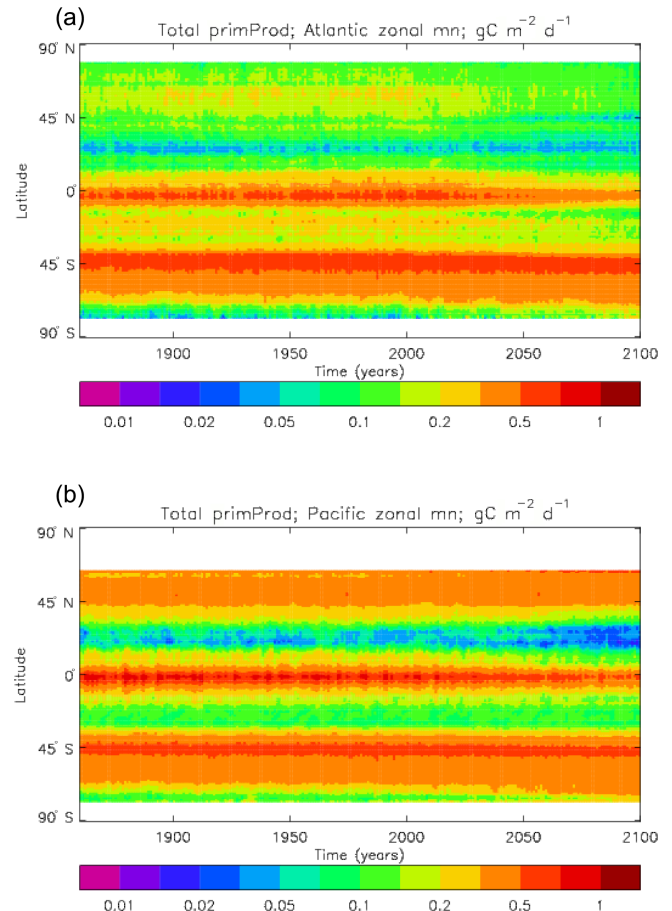 (a)
Total primProd; Atlantic zonal mn; gC m⁻² d⁻¹
90° N
45° N
0°
45° S
90° S
Latitude
1900 1950 2000 2050 2100
Time (years)
0.01 0.02 0.05 0.1 0.2 0.5 1
(b)
Total primProd; Pacific zonal mn; gC m⁻² d⁻¹
90° N
45° N
0°
45° S
90° S
Latitude
1900 1950 2000 2050 2100
Time (years)
0.01 0.02 0.05 0.1 0.2 0.5 1